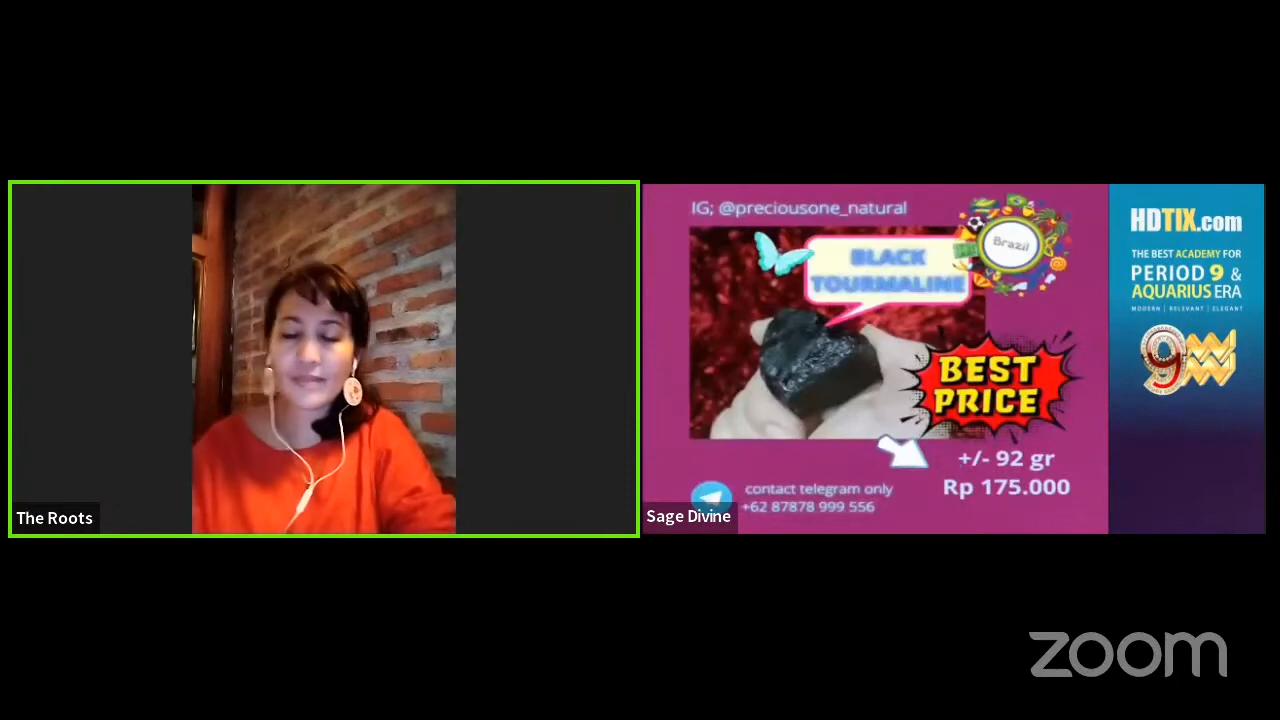 The Roots
IG; @preciousone_natural
Brazil
BLACK
TOURMALINE
BEST
PRICE
+/- 92 gr
Rp 175.000
contact telegram only
+62 87878 999 556
Sage Divine
HDTIX.com
THE BEST ACADEMY FOR
PERIOD 9 &
AQUARIUS ERA
MODERN | RELEVANT | ELEGANT
9
zoom